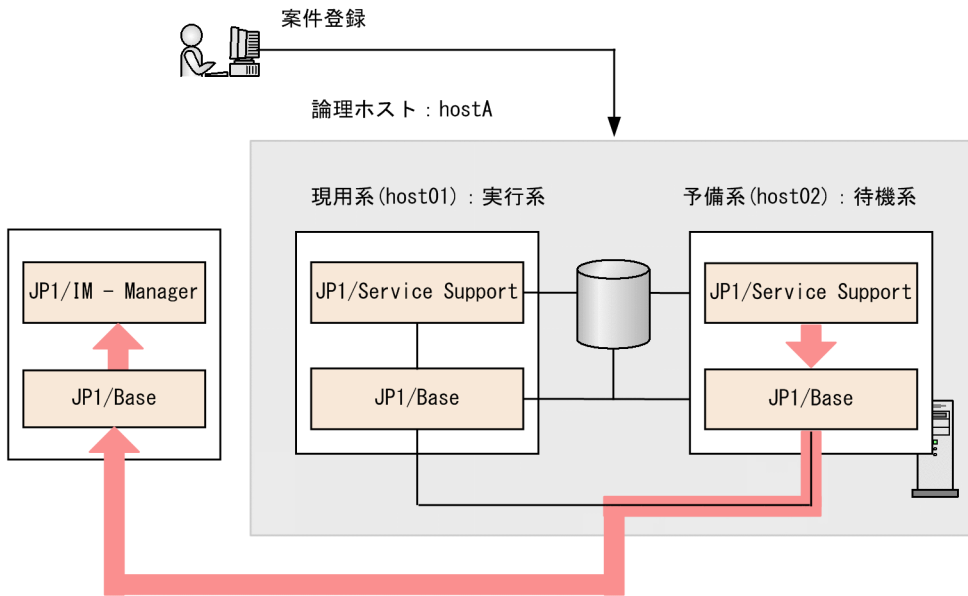 案件登録
論理ホスト：hostA
現用系(host01)：実行系
予備系(host02)：待機系
JP1/IM － Manager
JP1/Service Support
JP1/Service Support
JP1/Base
JP1/Base
JP1/Base